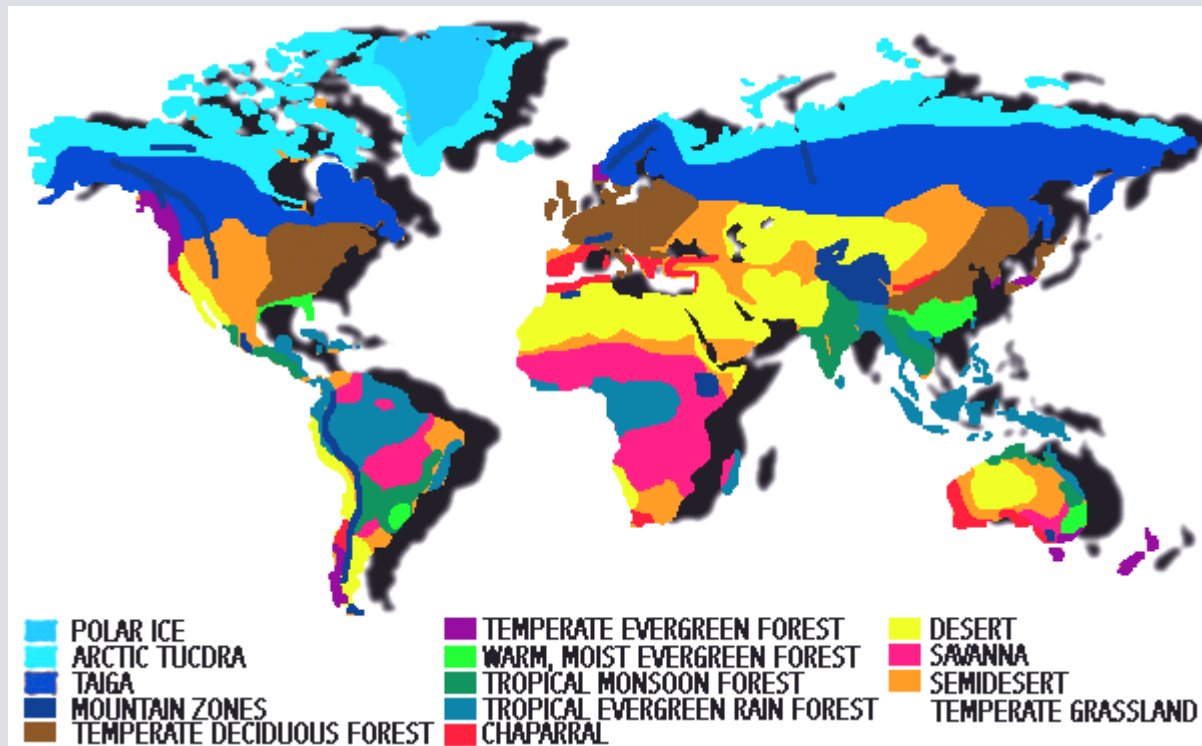 POLAR ICE
ARCTIC TUCDRA
TAIGA
MOUNTAIN ZONES
TEMPERATE DECIDUOUS FOREST
TEMPERATE EVERGREEN FOREST
WARM, MOIST EVERGREEN FOREST
TROPICAL MONSOON FOREST
TROPICAL EVERGREEN RAIN FOREST
CHAPARRAL
DESERT
SAVANNA
SEMIDESERT
TEMPERATE GRASSLAND